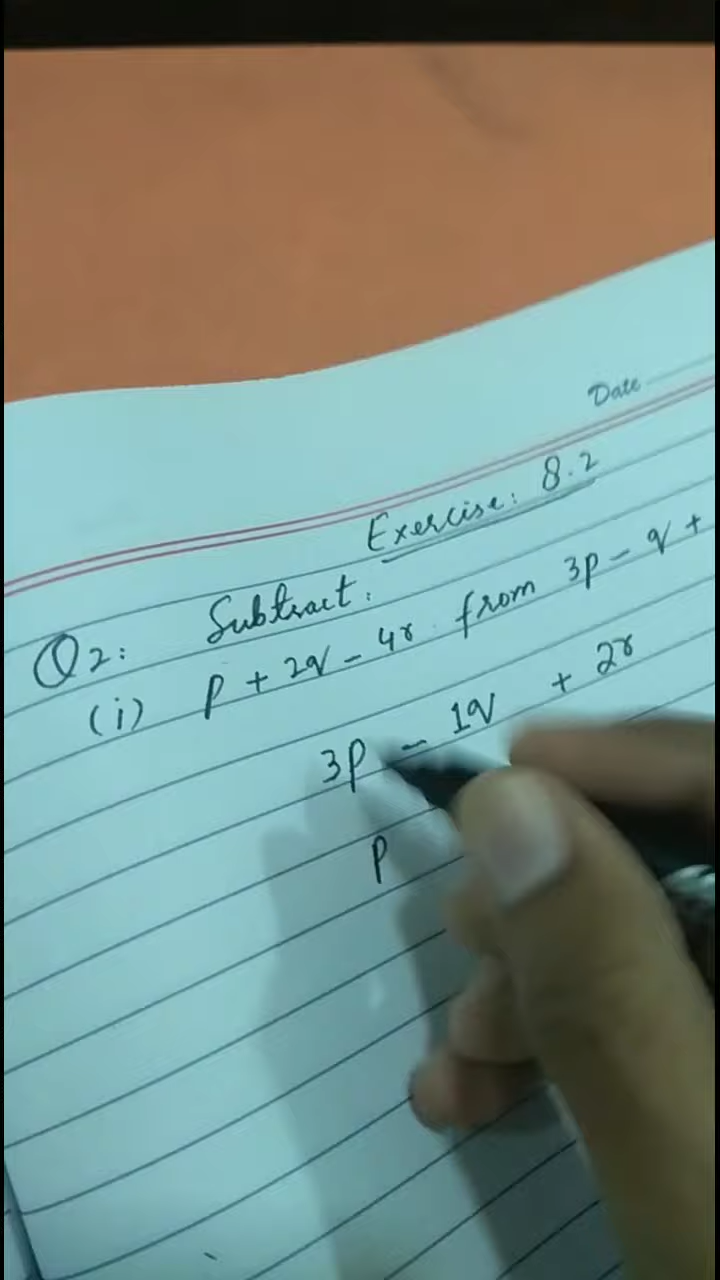 Date
Exercise: 8.2
Q2: Subtract:
(i) p + 2q - 4r from 3p - q +
3p - 1q + 2r
p